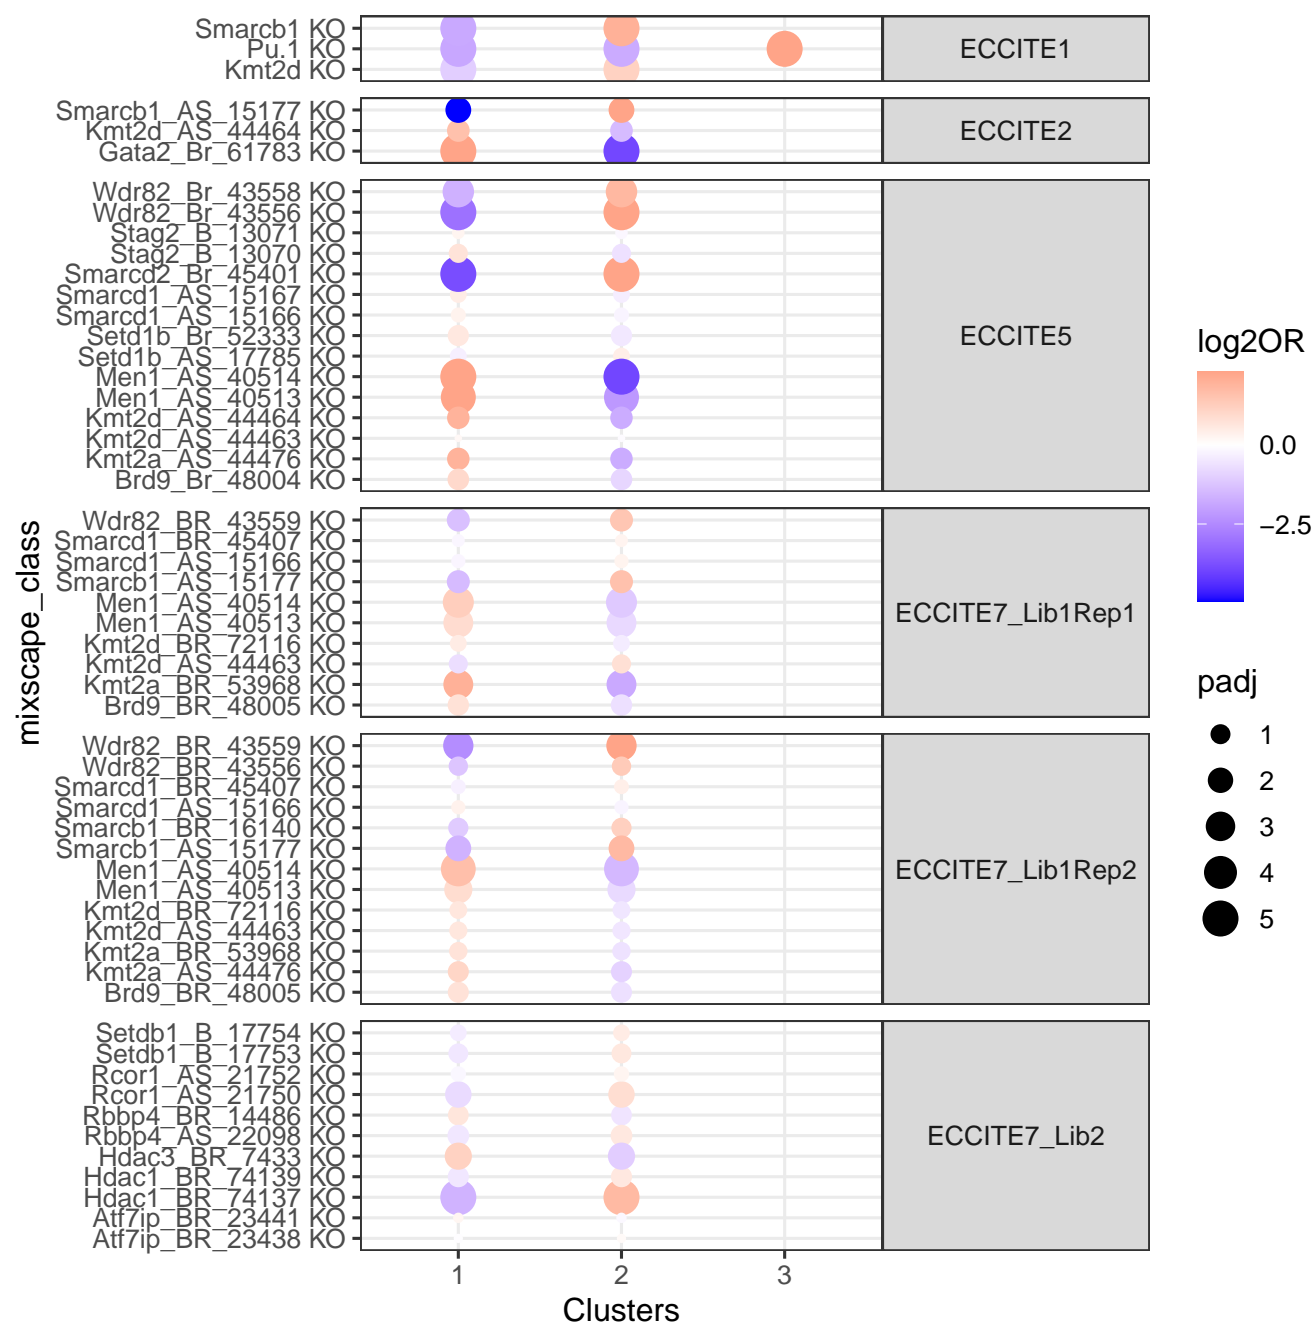 Smarcb1 KO
Pu.1 KO
Kmt2d KO
ECCITE1
Smarcb1_AS_15177 KO
Kmt2d_AS_44464 KO
Gata2_Br_61783 KO
ECCITE2
Wdr82_Br_43558 KO
Wdr82_Br_43556 KO
Stag2_B_13071 KO
Stag2_B_13070 KO
Smarcd2_Br_45401 KO
Smarcd1_AS_15167 KO
Smarcd1_AS_15166 KO
Setd1b_Br_52333 KO
Setd1b_AS_17785 KO
Men1_AS_40514 KO
Men1_AS_40513 KO
Kmt2d_AS_44464 KO
Kmt2d_AS_44463 KO
Kmt2a_AS_44476 KO
Brd9_Br_48004 KO
ECCITE5
Wdr82_BR_43559 KO
Smarcd1_BR_45407 KO
Smarcd1_AS_15166 KO
Smarcb1_AS_15177 KO
Men1_AS_40514 KO
Men1_AS_40513 KO
Kmt2d_BR_72116 KO
Kmt2d_AS_44463 KO
Kmt2a_BR_53968 KO
Brd9_BR_48005 KO
ECCITE7_Lib1Rep1
Wdr82_BR_43559 KO
Wdr82_BR_43556 KO
Smarcd1_BR_45407 KO
Smarcd1_AS_15166 KO
Smarcb1_BR_16140 KO
Smarcb1_AS_15177 KO
Men1_AS_40514 KO
Men1_AS_40513 KO
Kmt2d_BR_72116 KO
Kmt2d_AS_44463 KO
Kmt2a_BR_53968 KO
Kmt2a_AS_44476 KO
Brd9_BR_48005 KO
ECCITE7_Lib1Rep2
Setdb1_B_17754 KO
Setdb1_B_17753 KO
Rcor1_AS_21752 KO
Rcor1_AS_21750 KO
Rbbp4_BR_14486 KO
Rbbp4_AS_22098 KO
Hdac3_BR_7433 KO
Hdac1_BR_74139 KO
Hdac1_BR_74137 KO
Atf7ip_BR_23441 KO
Atf7ip_BR_23438 KO
ECCITE7_Lib2
1 2 3
Clusters
mixscape_class
log2OR
0.0
−2.5
padj
1
2
3
4
5